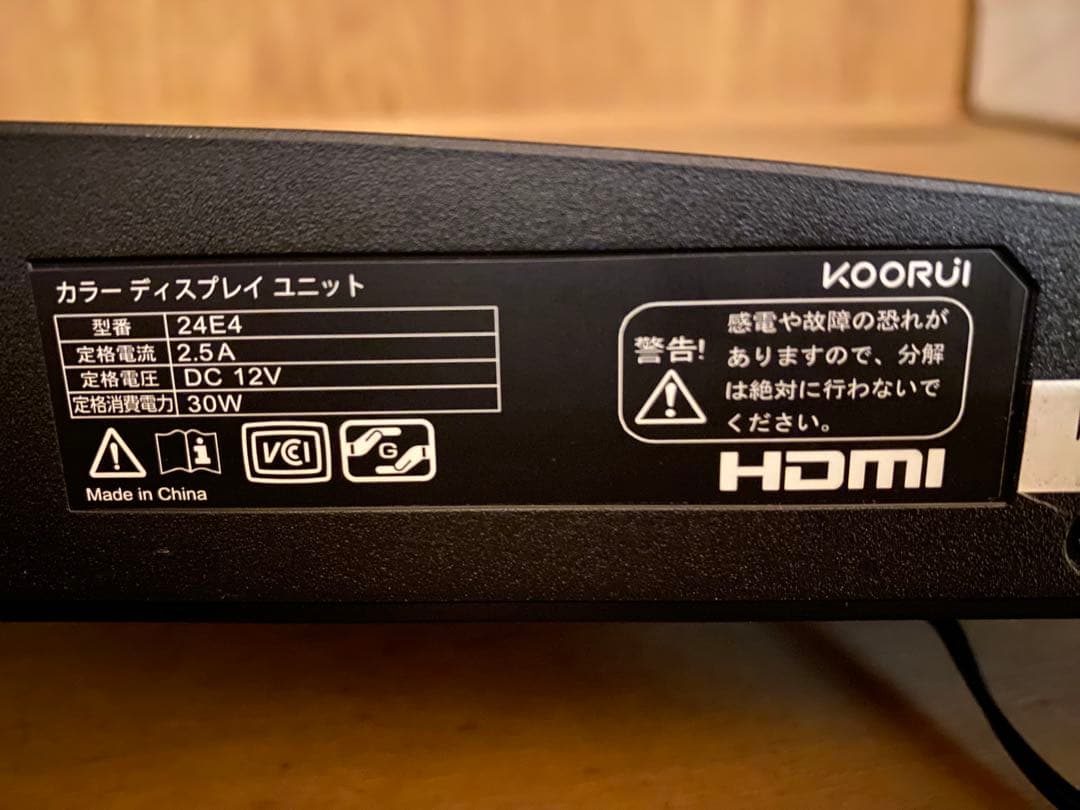 カラー ディスプレイ ユニット
型番 24E4
定格電流 2.5A
定格電圧 DC 12V
定格消費電力 30W
VCCI
G
Made in China
KOORUI
警告!
感電や故障の恐れが
ありますので、分解
は絶対に行わないで
ください。
HDMI